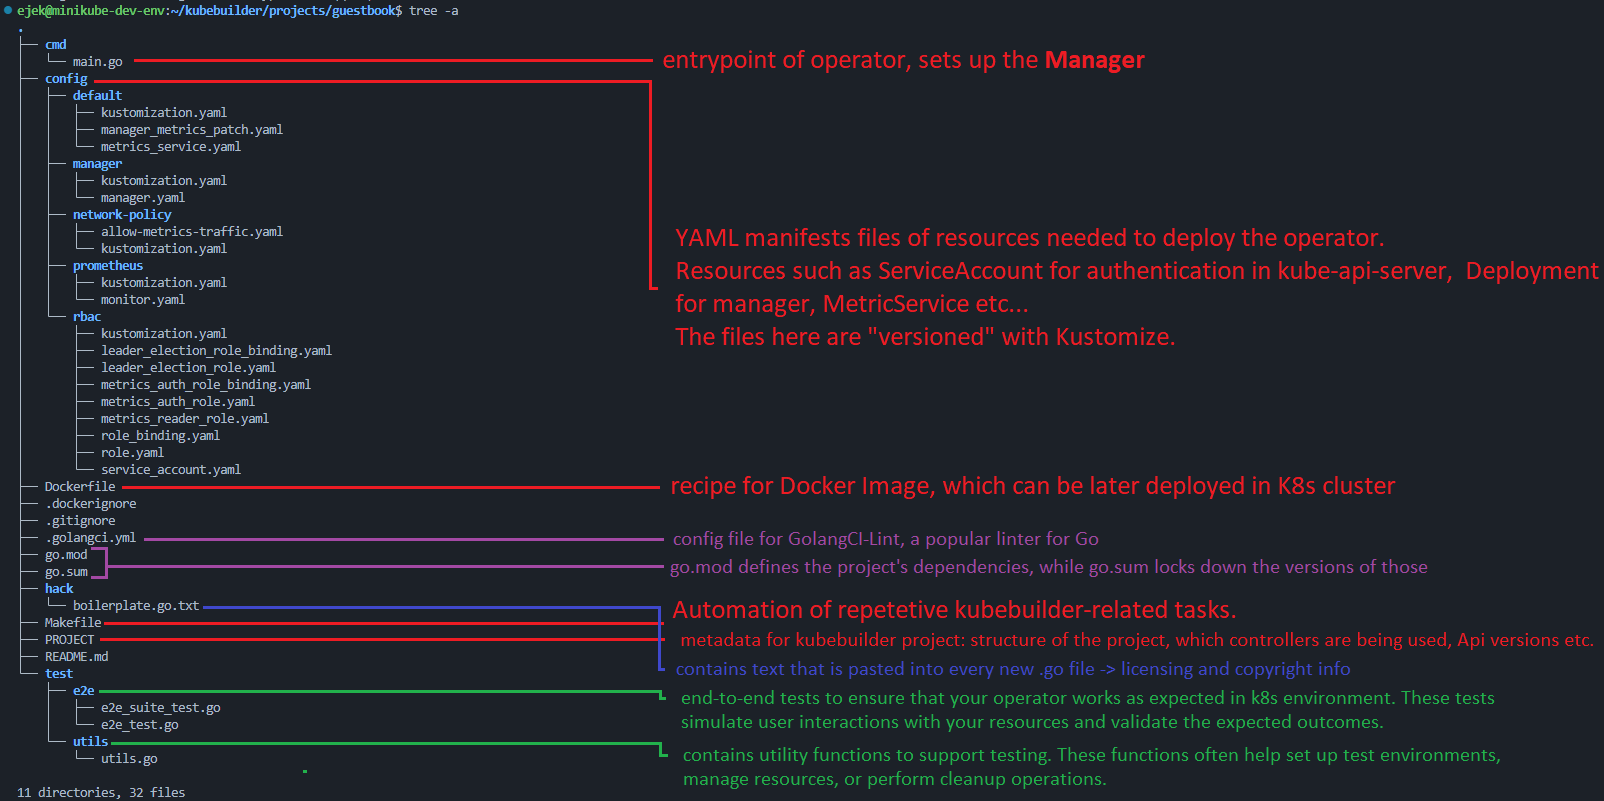 ejek@minikube-dev-env:~/kubebuilder/projects/guestbook$ tree -a
.
├── cmd
│   └── main.go
entrypoint of operator, sets up the Manager
├── config
│   ├── default
│   │   ├── kustomization.yaml
│   │   ├── manager_metrics_patch.yaml
│   │   └── metrics_service.yaml
│   ├── manager
│   │   ├── kustomization.yaml
│   │   └── manager.yaml
│   ├── network-policy
│   │   ├── allow-metrics-traffic.yaml
│   │   └── kustomization.yaml
│   ├── prometheus
│   │   ├── kustomization.yaml
│   │   └── monitor.yaml
│   └── rbac
│       ├── kustomization.yaml
│       ├── leader_election_role_binding.yaml
│       ├── leader_election_role.yaml
│       ├── metrics_auth_role_binding.yaml
│       ├── metrics_auth_role.yaml
│       ├── metrics_reader_role.yaml
│       ├── role_binding.yaml
│       ├── role.yaml
│       └── service_account.yaml
YAML manifests files of resources needed to deploy the operator.
Resources such as ServiceAccount for authentication in kube-api-server, Deployment
for manager, MetricService etc...
The files here are "versioned" with Kustomize.
├── Dockerfile
recipe for Docker Image, which can be later deployed in K8s cluster
├── .dockerignore
├── .gitignore
├── .golangci.yml
config file for GolangCI-Lint, a popular linter for Go
├── go.mod
├── go.sum
go.mod defines the project's dependencies, while go.sum locks down the versions of those
├── hack
│   └── boilerplate.go.txt
├── Makefile
Automation of repetetive kubebuilder-related tasks.
├── PROJECT
metadata for kubebuilder project: structure of the project, which controllers are being used, Api versions etc.
├── README.md
contains text that is pasted into every new .go file -> licensing and copyright info
└── test
    ├── e2e
    │   ├── e2e_suite_test.go
    │   └── e2e_test.go
end-to-end tests to ensure that your operator works as expected in k8s environment. These tests
simulate user interactions with your resources and validate the expected outcomes.
    └── utils
        └── utils.go
contains utility functions to support testing. These functions often help set up test environments,
manage resources, or perform cleanup operations.
11 directories, 32 files